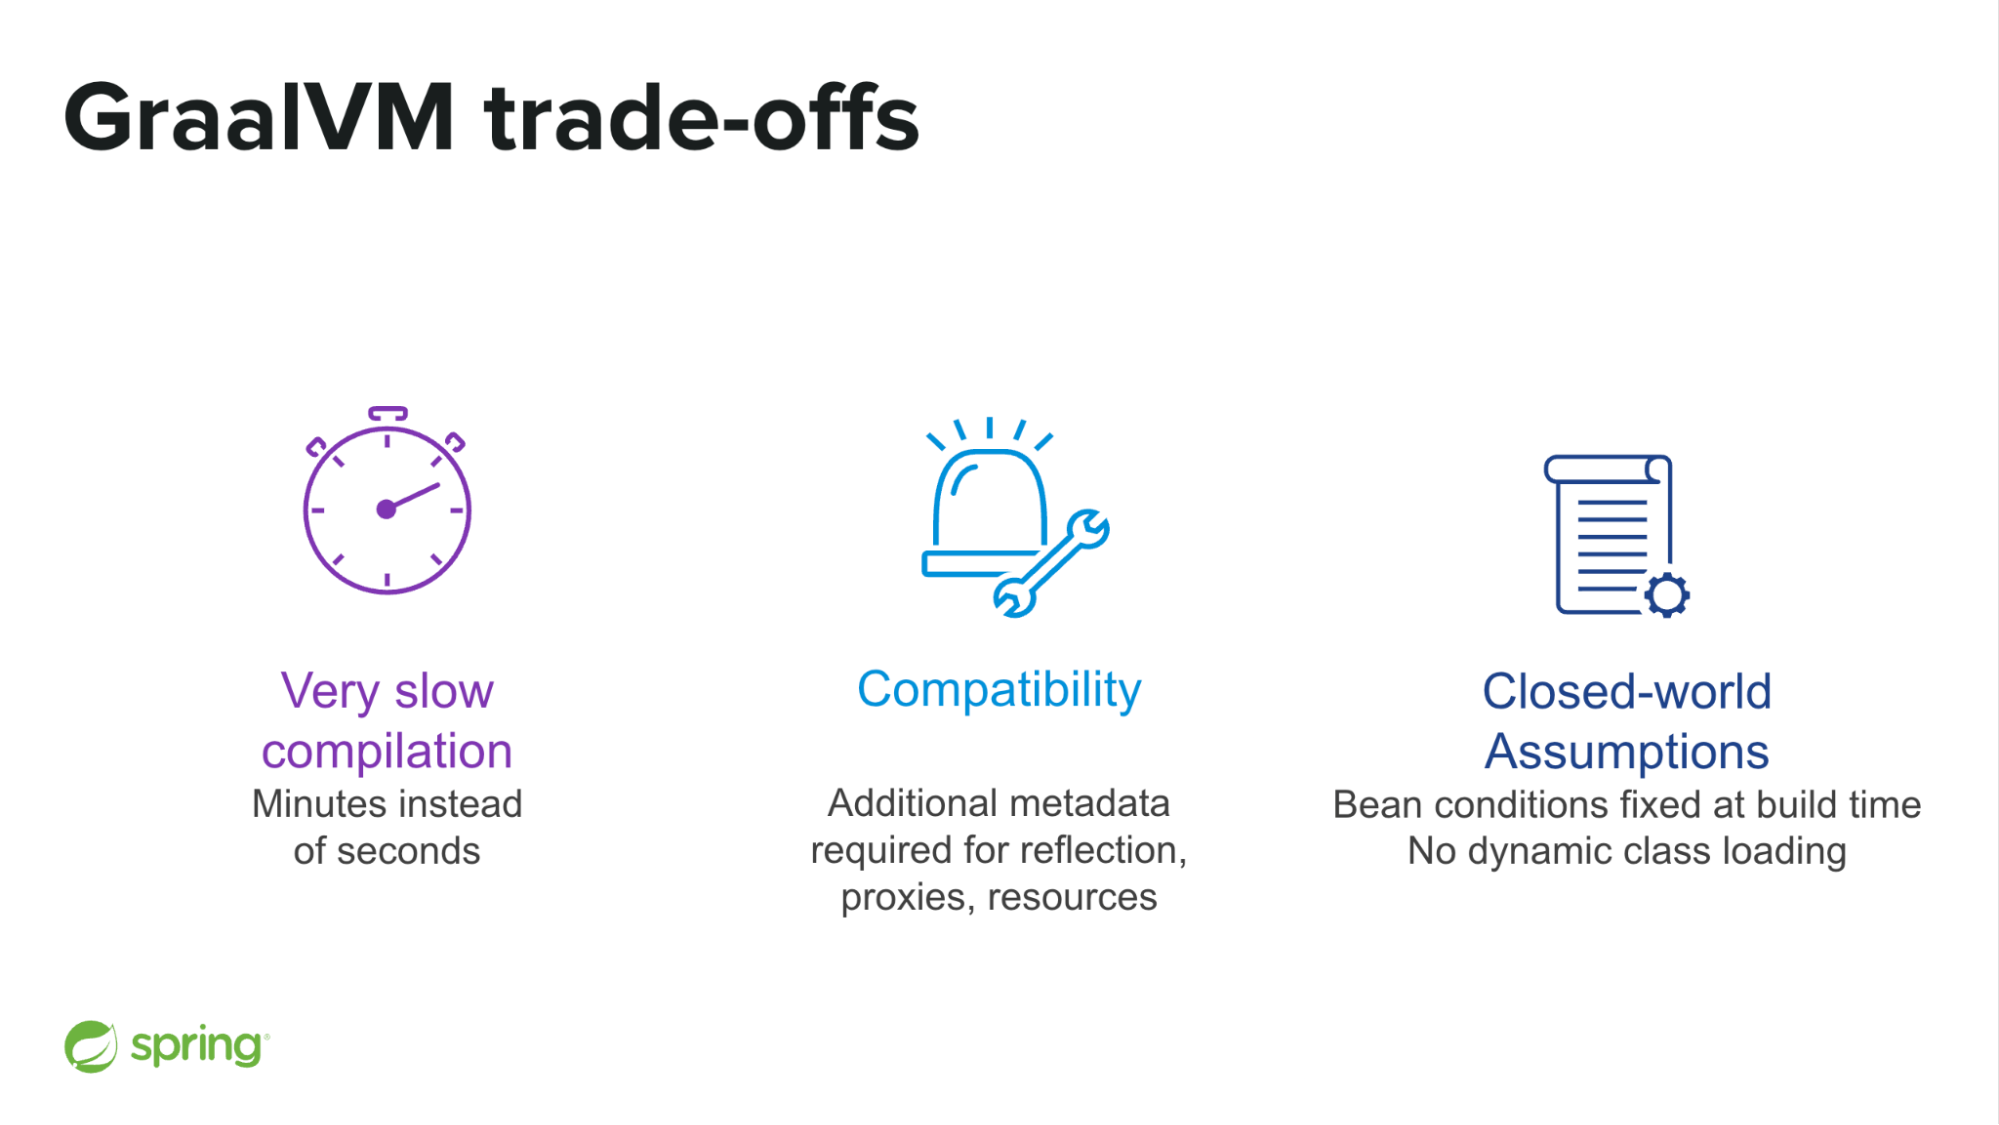 GraalVM trade-offs
Very slow
compilation
Minutes instead
of seconds
Compatibility
Additional metadata
required for reflection,
proxies, resources
Closed-world
Assumptions
Bean conditions fixed at build time
No dynamic class loading
spring®